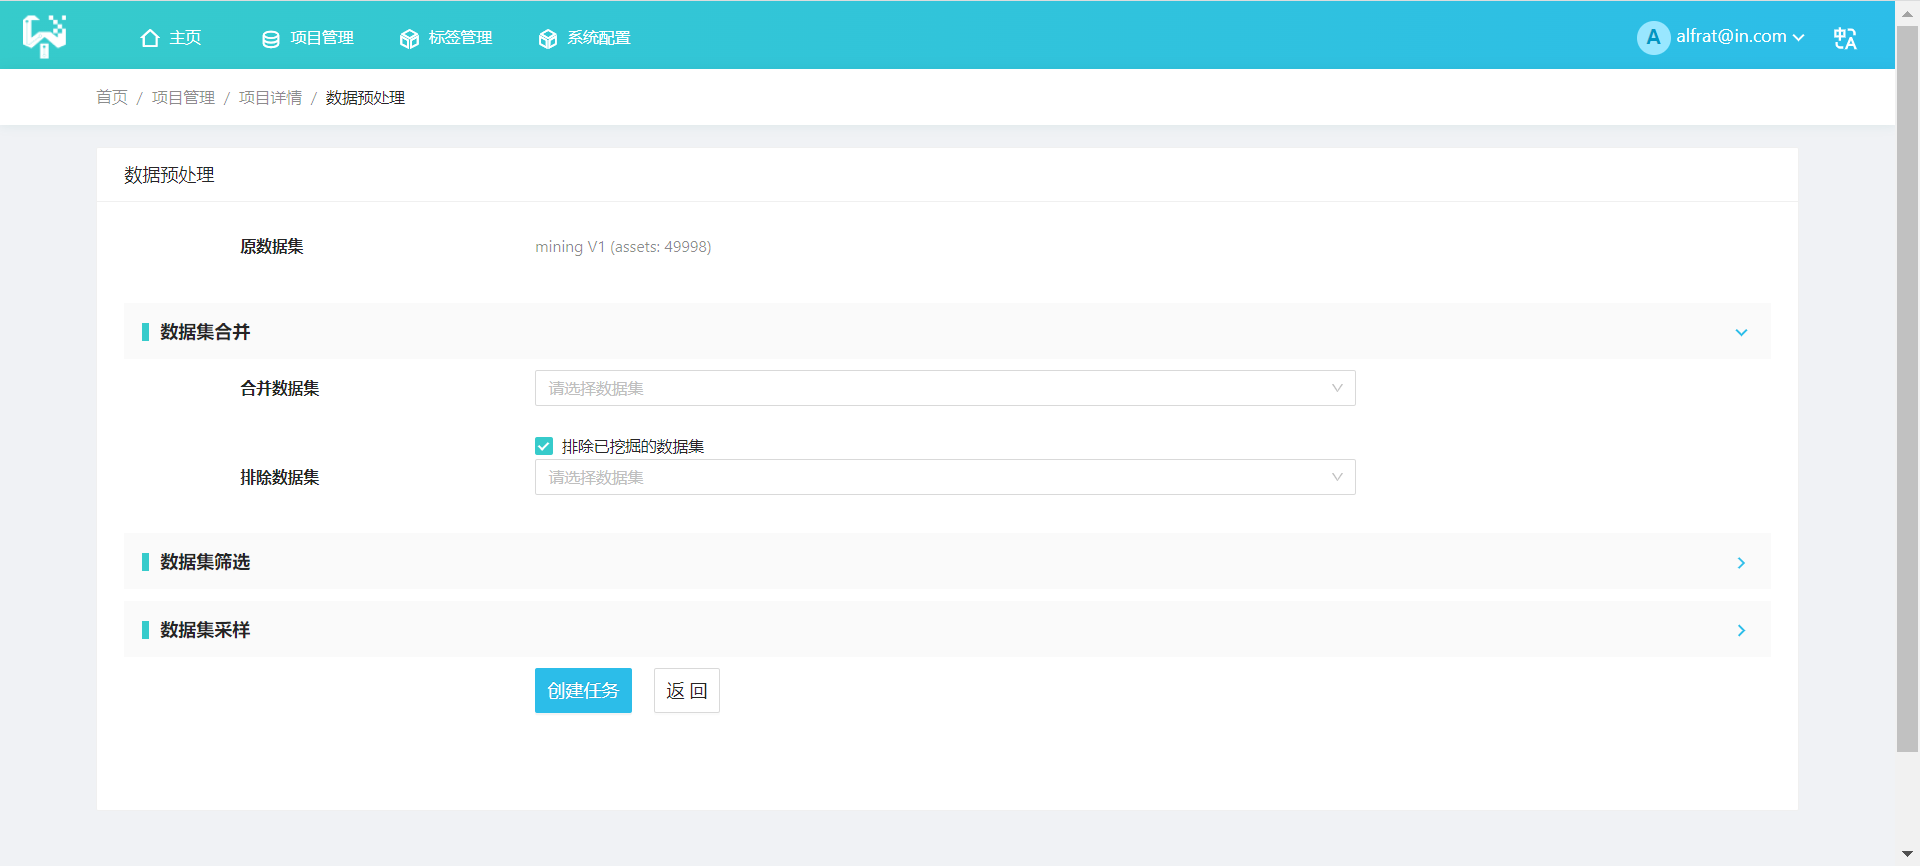 主页 项目管理 标签管理 系统配置 A alfrat@in.com 中A
首页 / 项目管理 / 项目详情 / 数据预处理
数据预处理
原数据集 mining V1 (assets: 49998)
数据集合并
合并数据集 请选择数据集
排除已挖掘的数据集
排除数据集 请选择数据集
数据集筛选
数据集采样
创建任务 返 回